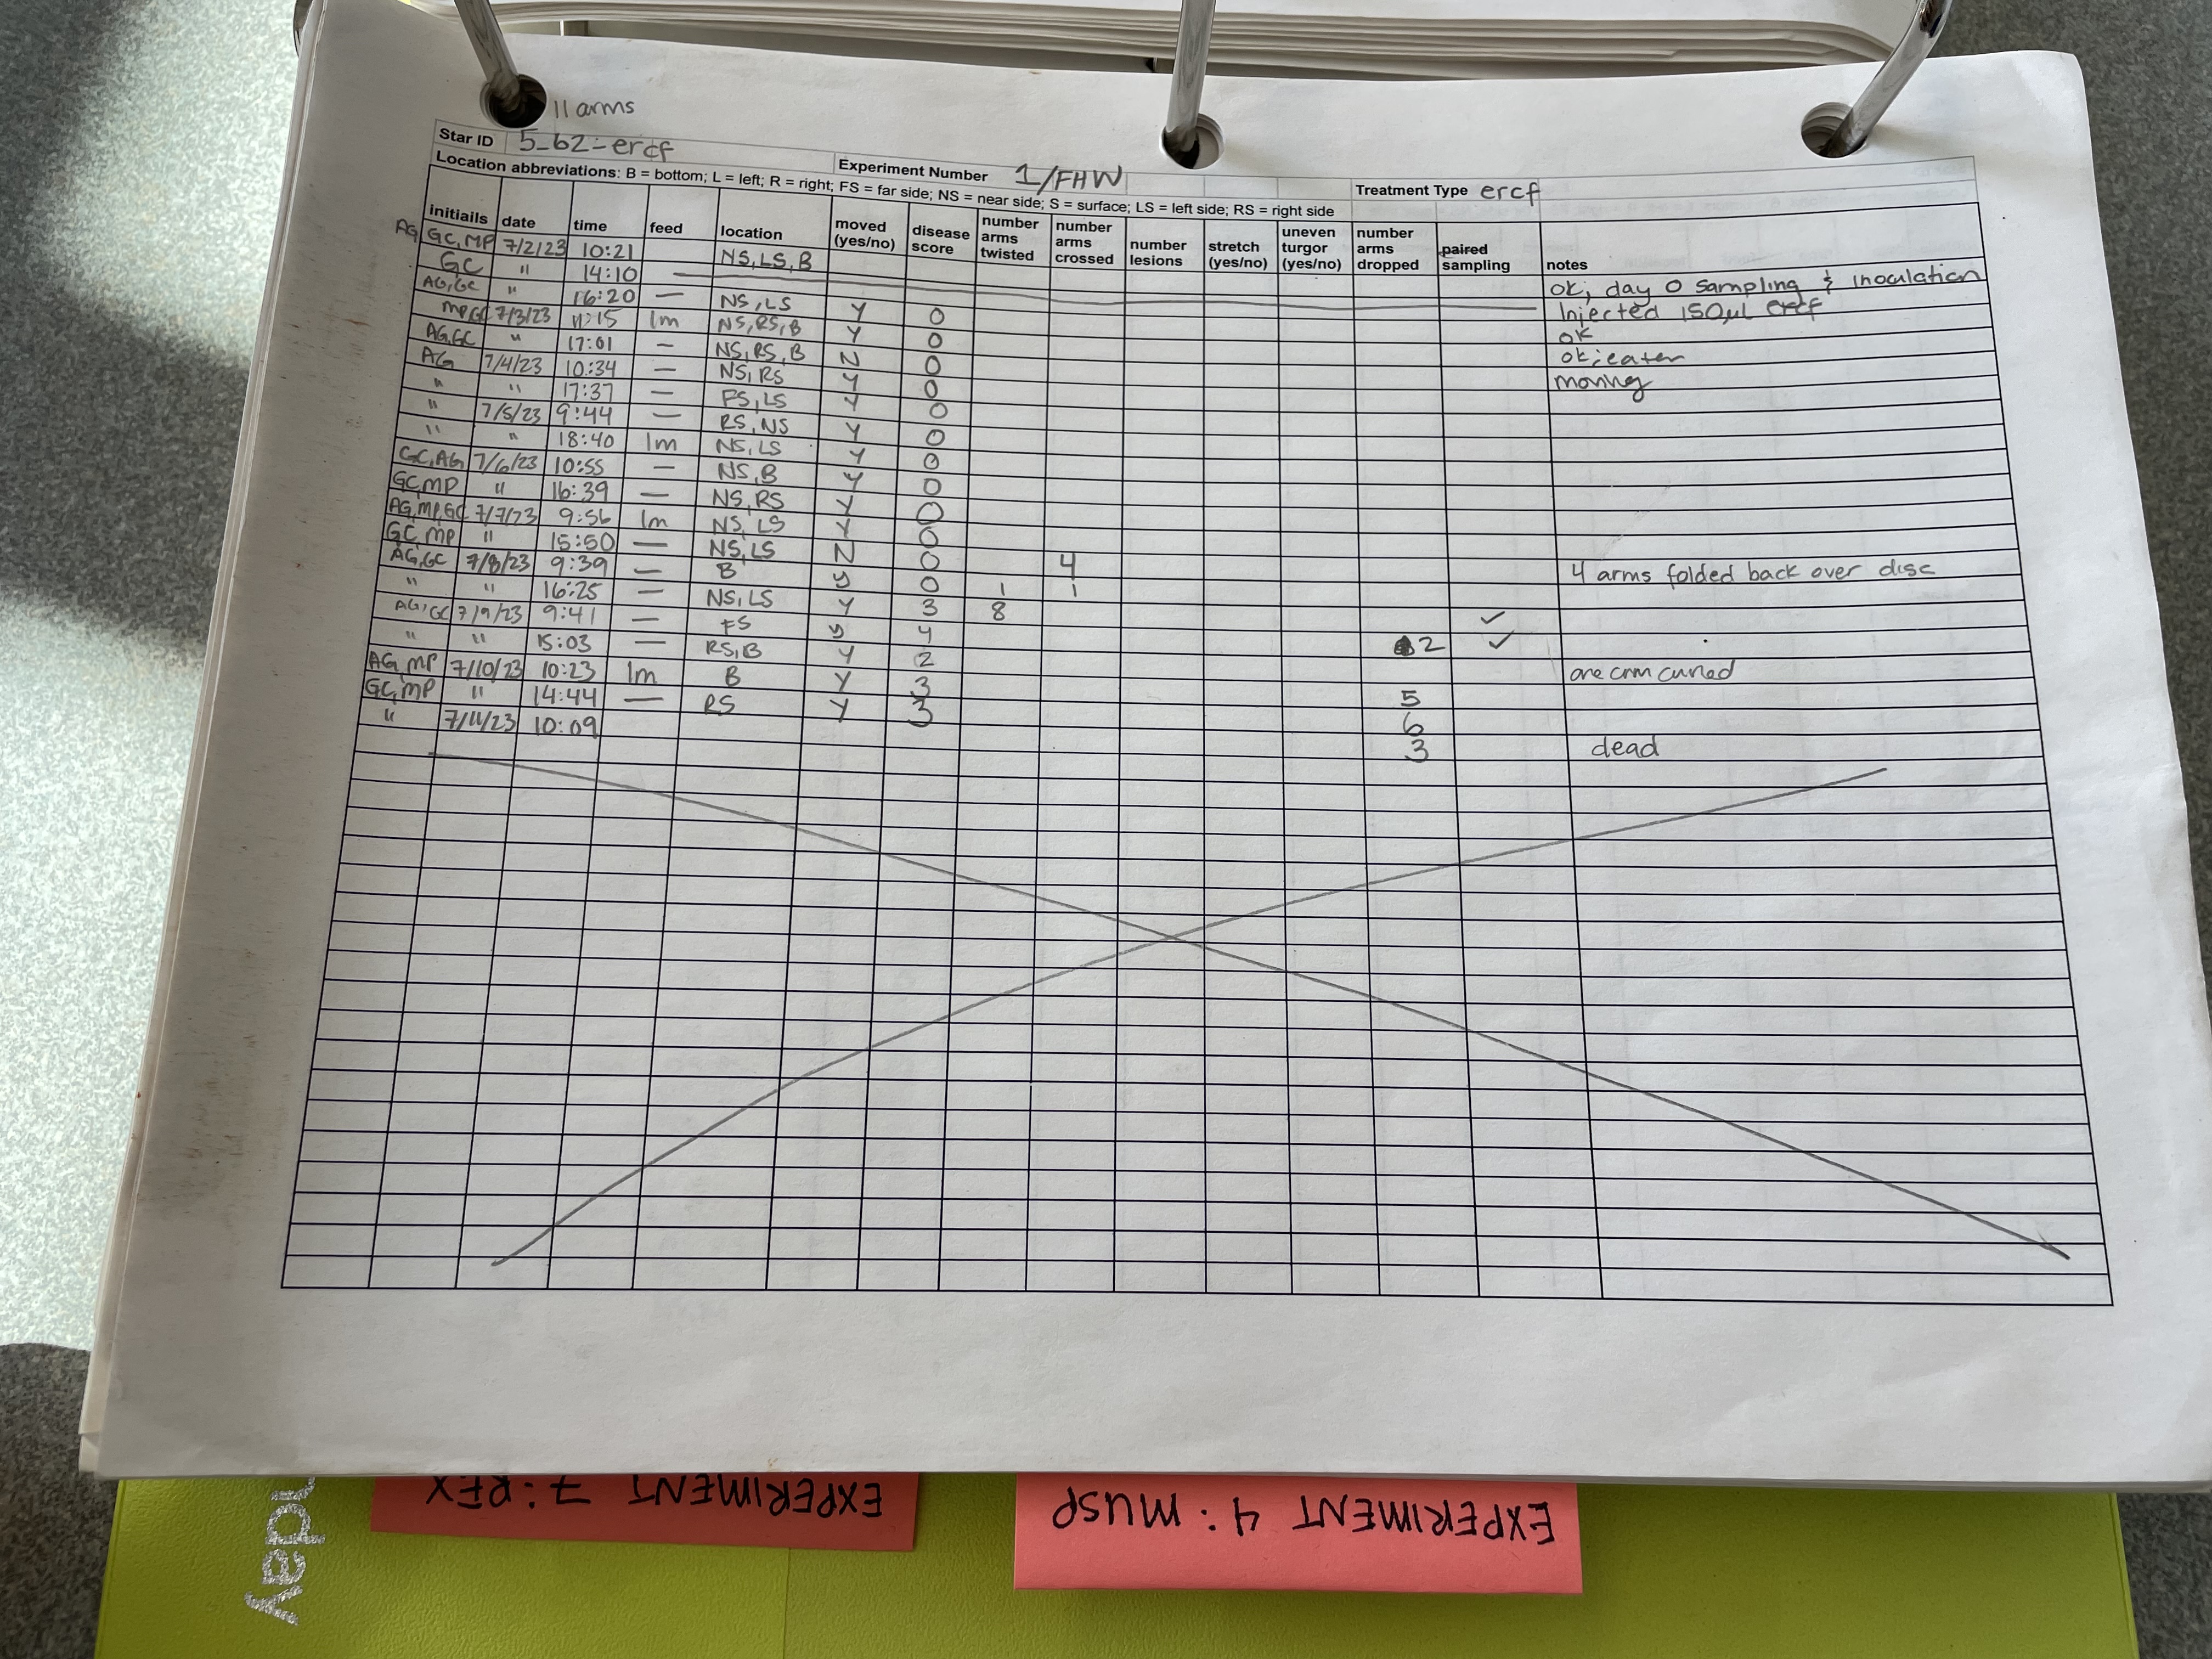 11 arms
Star ID 5_62-ercf Experiment Number 1/FHW Treatment Type ercf
Location abbreviations: B = bottom; L = left; R = right; FS = far side; NS = near side; S = surface; LS = left side; RS = right side
initiails date time feed location moved (yes/no) disease score number arms twisted number arms crossed number lesions stretch (yes/no) uneven turgor (yes/no) number arms dropped paired sampling notes
AG, GC, MP 7/2/23 10:21 NS, LS, B ok, day 0 sampling & inoculation
GC " 14:10 — Injected 150µl ercf
AG, GC " 16:20 — NS, LS Y 0 ok
MP, GC 7/3/23 11:15 1m NS, RS, B Y 0 ok; eaten
AG, GC " 17:01 — NS, RS, B N 0 moving
AG 7/4/23 10:34 — NS, RS Y 0
" " 17:37 — FS, LS Y 0
" 7/5/23 9:44 — RS, NS Y 0
" " 18:40 1m NS, LS Y 0
GC, AG 7/6/23 10:55 — NS, B Y 0
GC, MP " 16:39 — NS, RS Y 0
AG, MP, GC 7/7/23 9:56 1m NS, LS Y 0
GC, MP " 15:50 — NS, LS N 0 4 4 arms folded back over disc
AG, GC 7/8/23 9:39 — B y 0 1 1
" " 16:25 — NS, LS Y 3 8 ✓
AG, GC 7/9/23 9:41 — FS y 4 2 ✓
" " 15:03 — RS, B Y 2 one arm curled
AG, MP 7/10/23 10:23 1m B Y 3 5
GC, MP " 14:44 — RS Y 3 6
" 7/11/23 10:09 3 dead
EXPERIMENT 7: REX
EXPERIMENT 4: MUSP